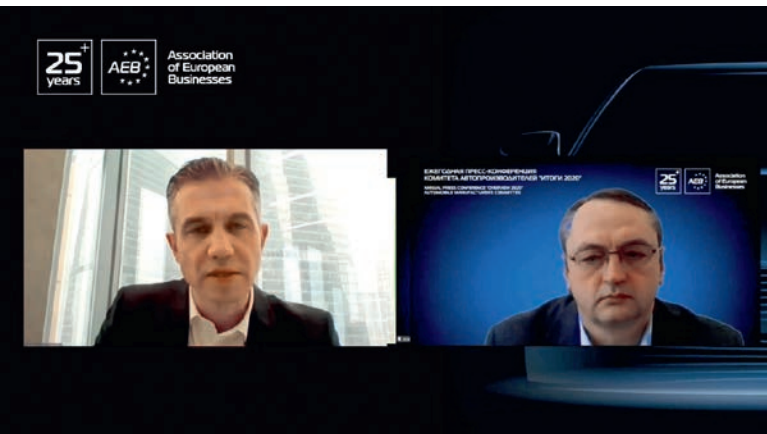 25+
years
AEB
Association
of European
Businesses
ЕЖЕГОДНАЯ ПРЕСС-КОНФЕРЕНЦИЯ
КОМИТЕТА АВТОПРОИЗВОДИТЕЛЕЙ "ИТОГИ 2020"
ANNUAL PRESS CONFERENCE "OVERVIEW 2020"
AUTOMOBILE MANUFACTURERS COMMITTEE
25+
years
AEB
Association
of European
Businesses